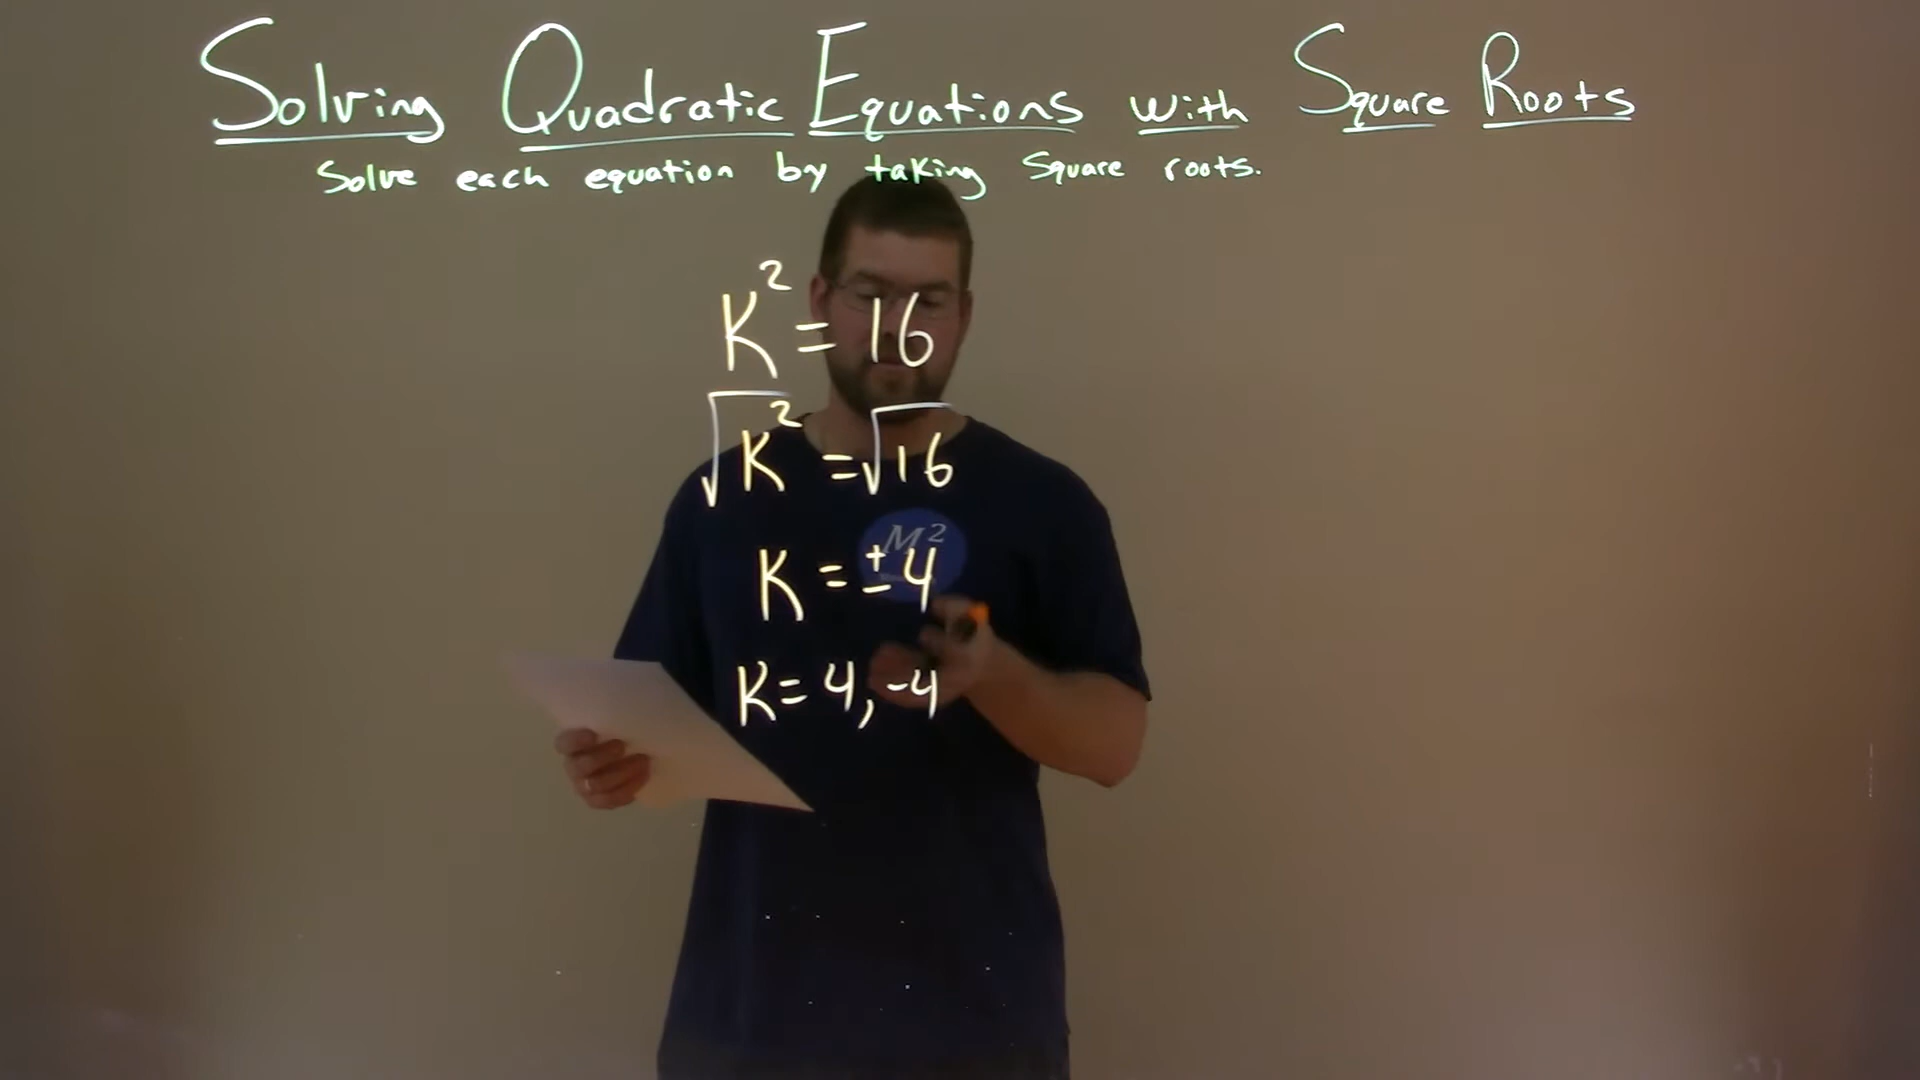 Solving Quadratic Equations with Square Roots
Solve each equation by taking Square roots.
K² = 16
√K² = √16
M²
K = ±4
K = 4, -4